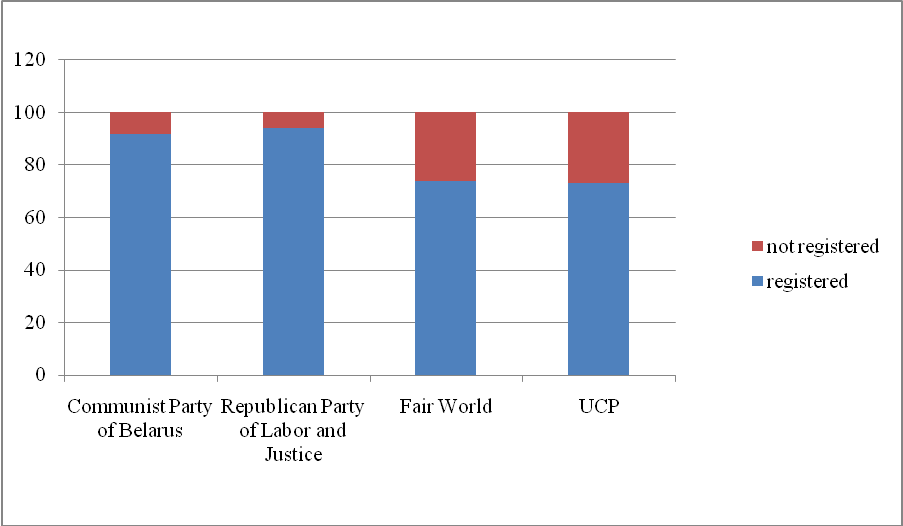 120
100
80
60
40
20
0
Communist Party
of Belarus
Republican Party
of Labor and
Justice
Fair World
UCP
not registered
registered